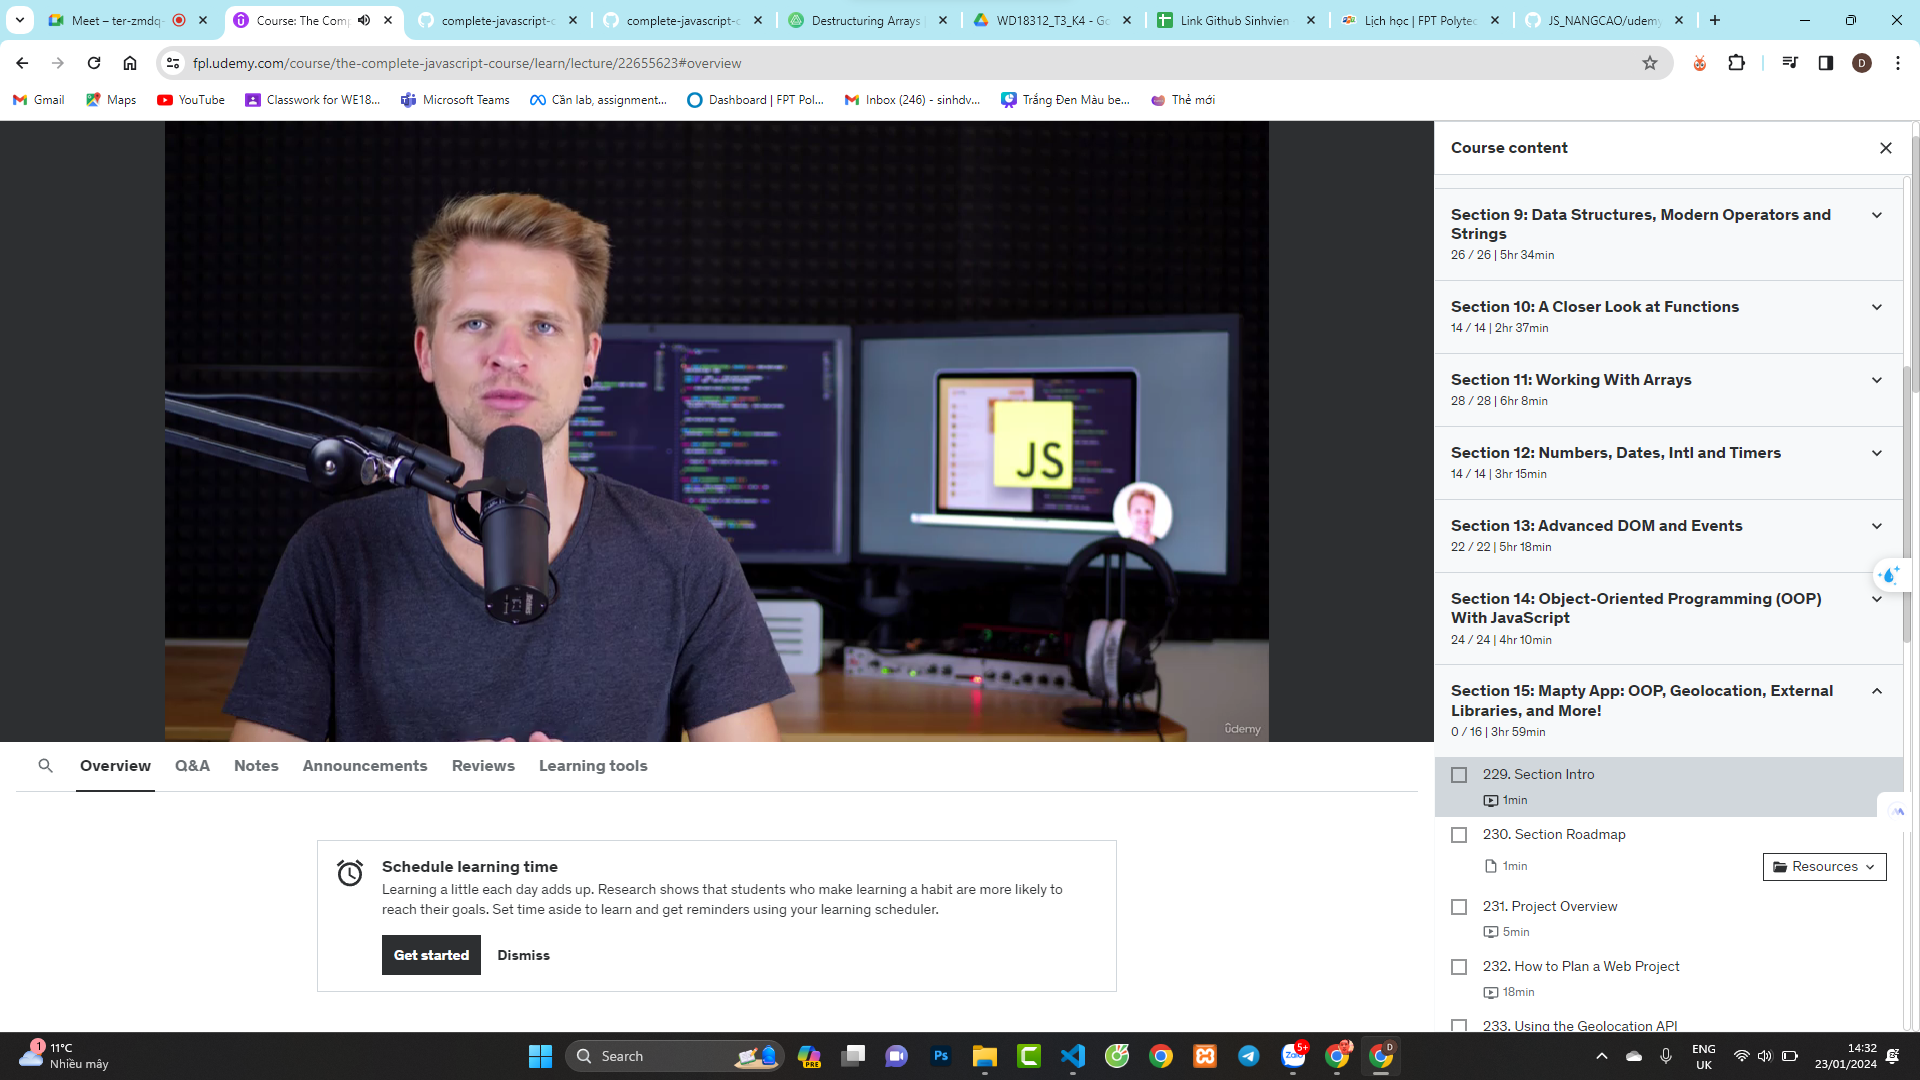 Meet – ter-zmdq-
Course: The Comp
complete-javascript-c
complete-javascript-c
Destructuring Arrays |
WD18312_T3_K4 - Go
Link Github Sinhvien
Lịch học | FPT Polytec
JS_NANGCAO/udemy
fpl.udemy.com/course/the-complete-javascript-course/learn/lecture/22655623#overview
D
Gmail
Maps
YouTube
Classwork for WE18...
Microsoft Teams
Cần lab, assignment...
Dashboard | FPT Pol...
Inbox (246) - sinhdv...
Trắng Đen Màu be...
Thẻ mới
JS
udemy
Course content
Section 9: Data Structures, Modern Operators and
Strings
26 / 26 | 5hr 34min
Section 10: A Closer Look at Functions
14 / 14 | 2hr 37min
Section 11: Working With Arrays
28 / 28 | 6hr 8min
Section 12: Numbers, Dates, Intl and Timers
14 / 14 | 3hr 15min
Section 13: Advanced DOM and Events
22 / 22 | 5hr 18min
Section 14: Object-Oriented Programming (OOP)
With JavaScript
24 / 24 | 4hr 10min
Section 15: Mapty App: OOP, Geolocation, External
Libraries, and More!
0 / 16 | 3hr 59min
229. Section Intro
1min
230. Section Roadmap
1min
Resources
231. Project Overview
5min
232. How to Plan a Web Project
18min
233. Using the Geolocation API
Overview
Q&A
Notes
Announcements
Reviews
Learning tools
Schedule learning time
Learning a little each day adds up. Research shows that students who make learning a habit are more likely to
reach their goals. Set time aside to learn and get reminders using your learning scheduler.
Get started
Dismiss
1
11°C
Nhiều mây
Search
PRE
Ps
Zalo
5+
D
ENG
UK
14:32
23/01/2024